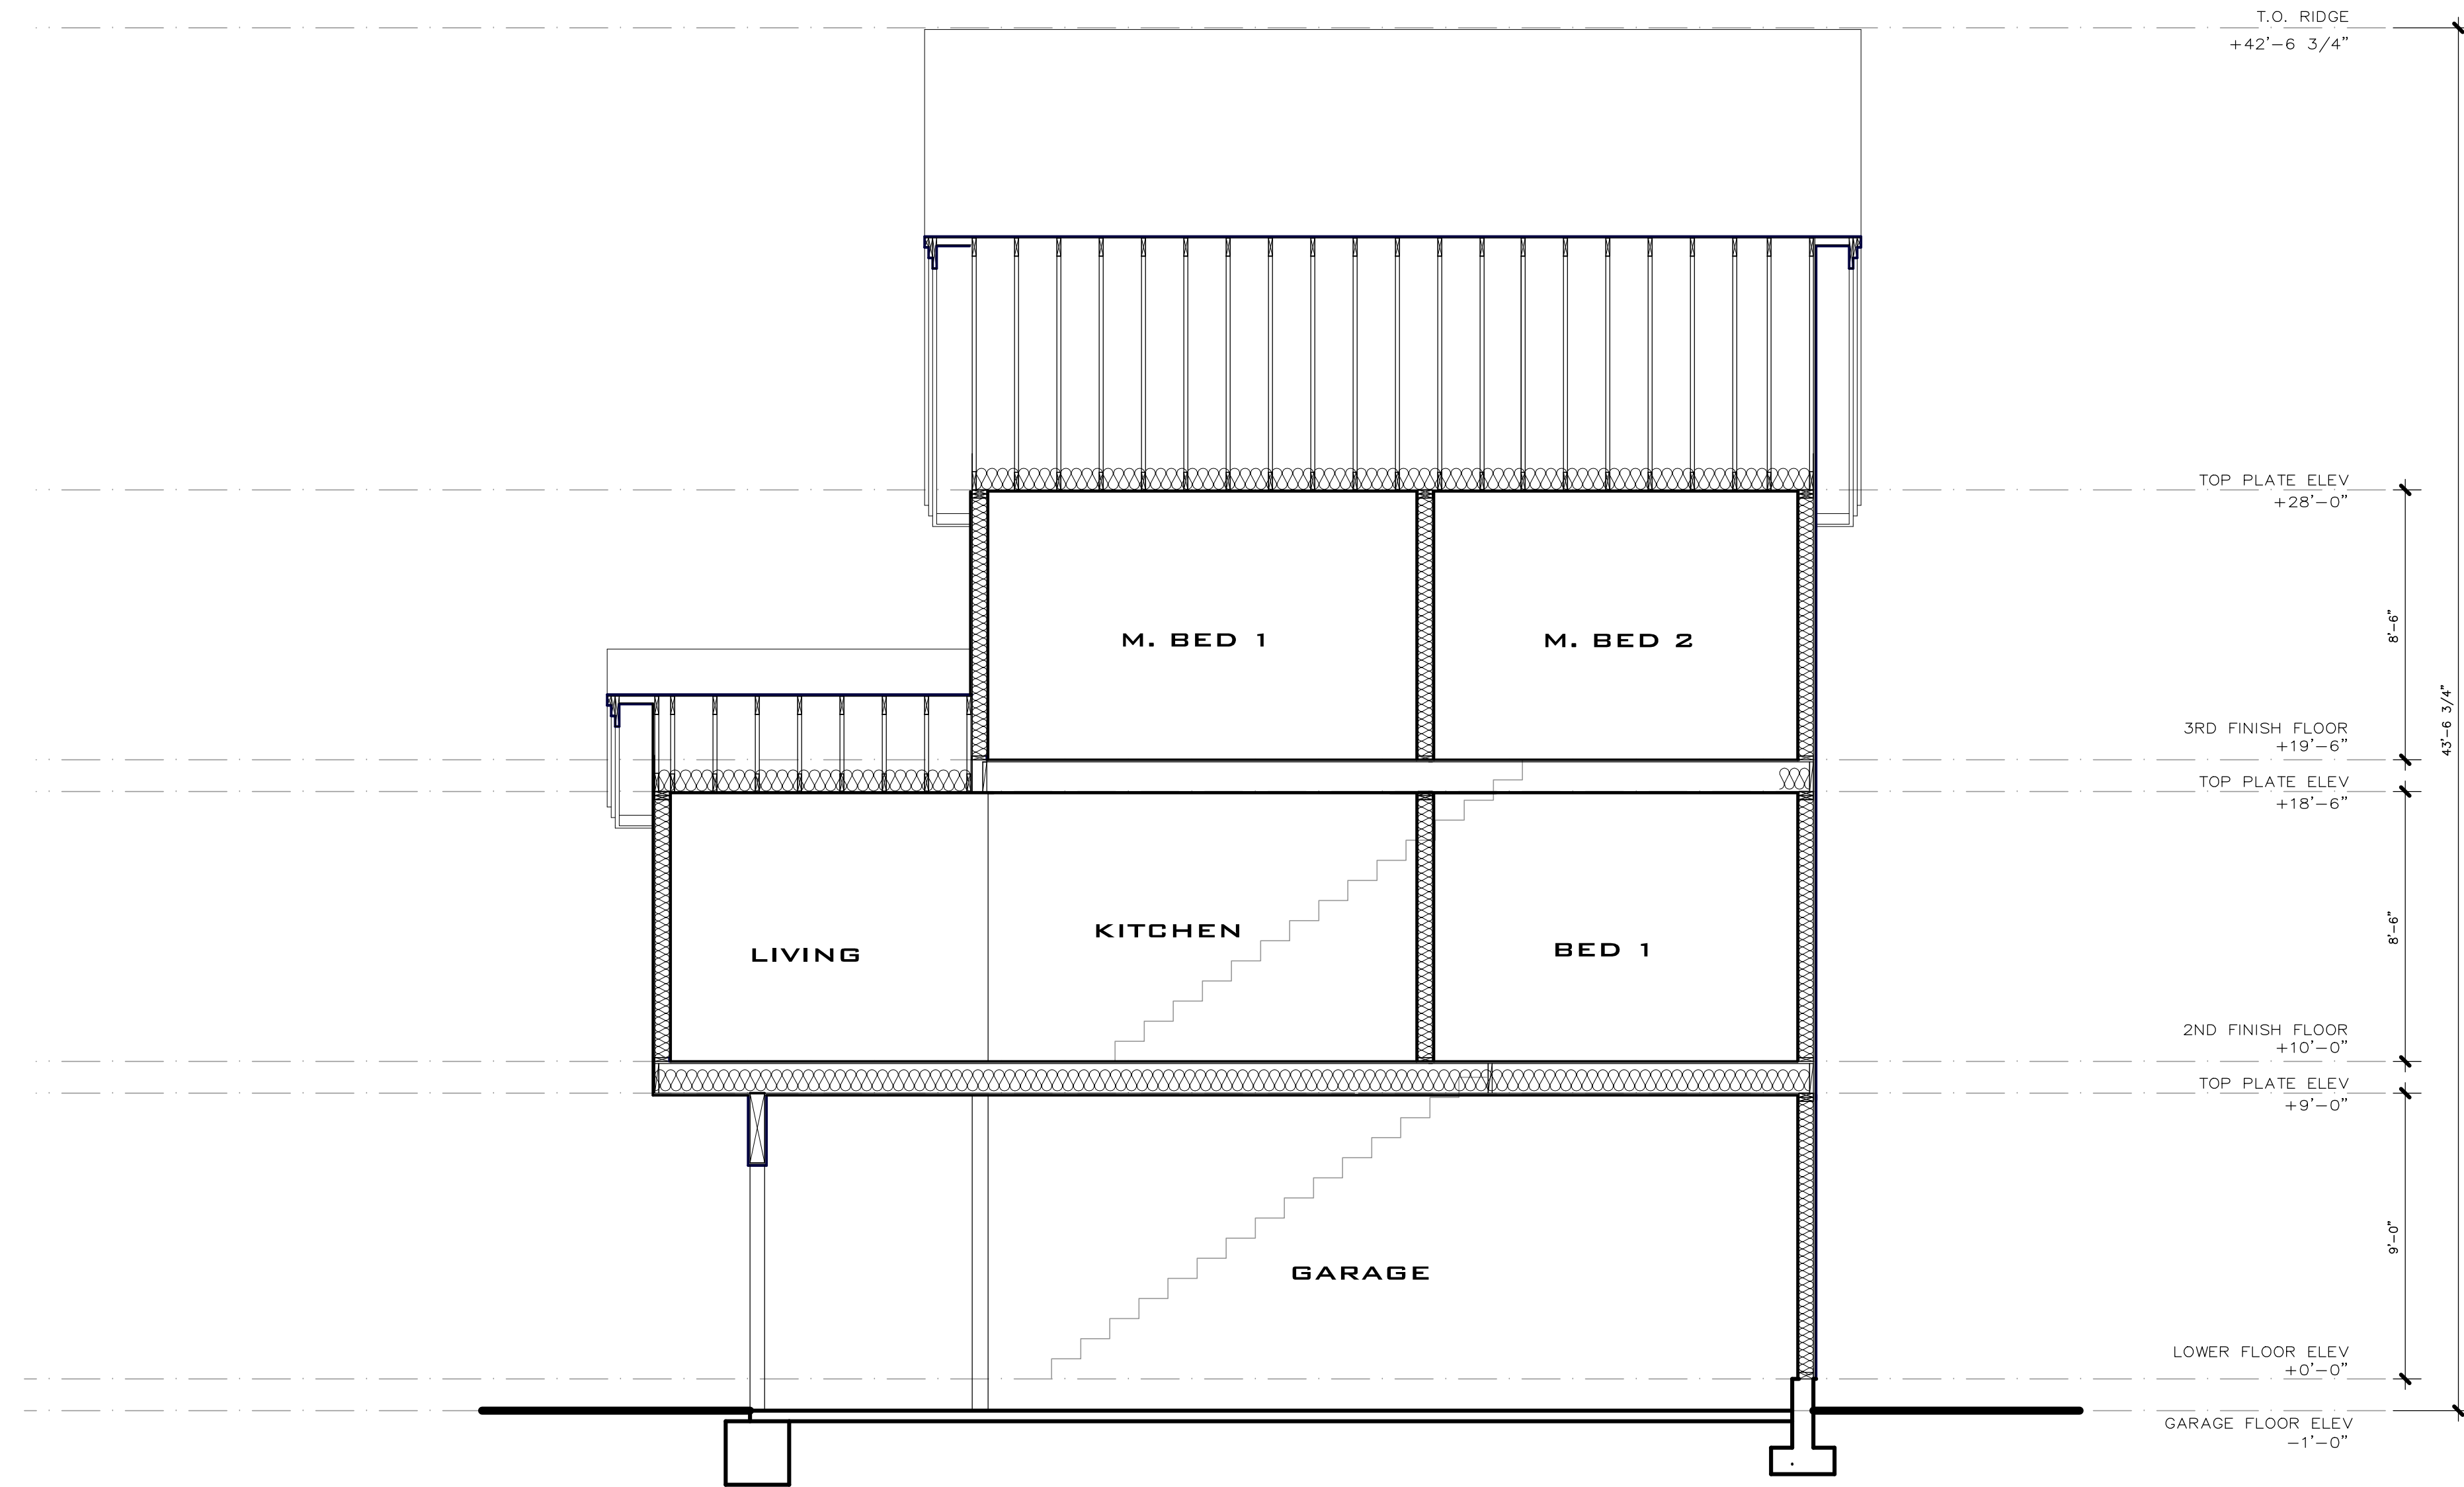 T.O. RIDGE
+42'-6 3/4"
TOP PLATE ELEV
+28'-0"
8'-6"
M. BED 1
M. BED 2
43'-6 3/4"
3RD FINISH FLOOR
+19'-6"
TOP PLATE ELEV
+18'-6"
8'-6"
KITCHEN
LIVING
BED 1
2ND FINISH FLOOR
+10'-0"
TOP PLATE ELEV
+9'-0"
9'-0"
GARAGE
LOWER FLOOR ELEV
+0'-0"
GARAGE FLOOR ELEV
-1'-0"